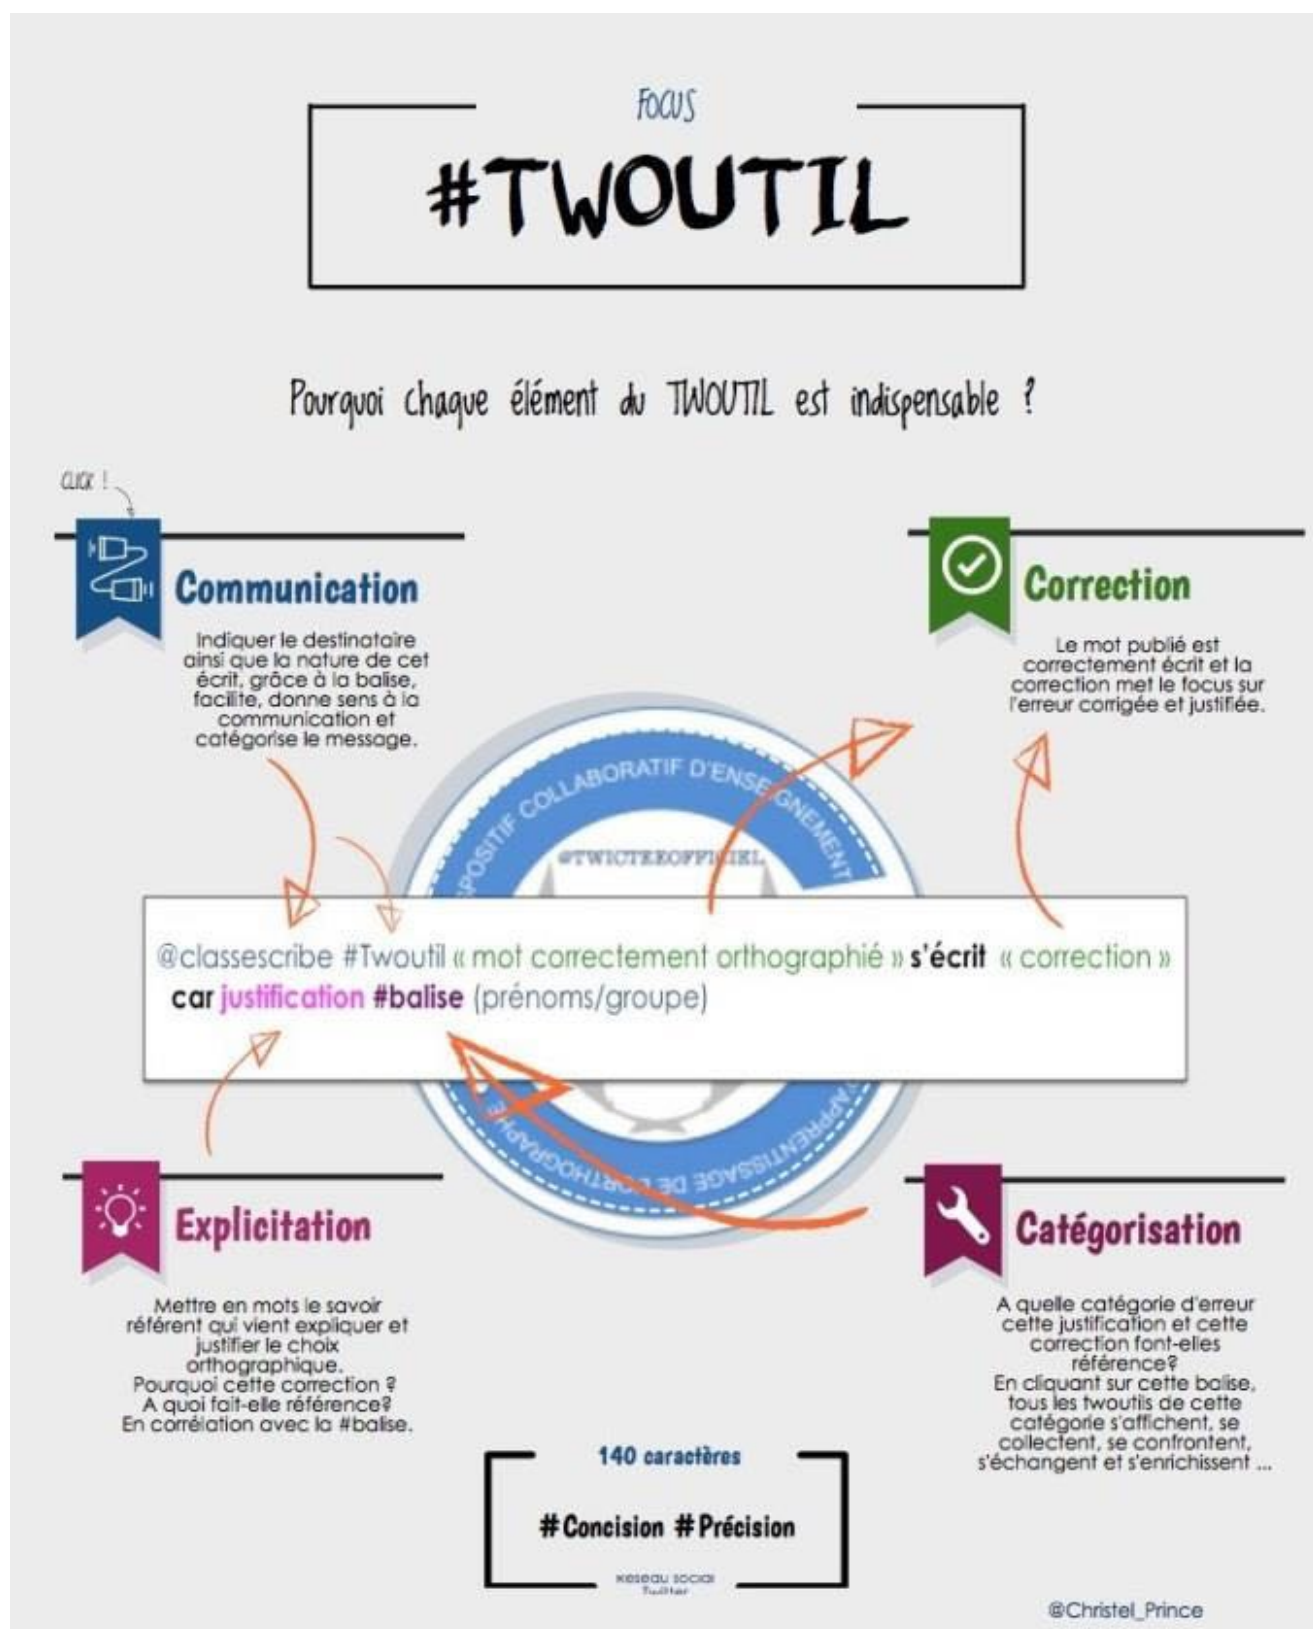 FOCUS
#TWOUTIL
Pourquoi chaque élément du TWOUTIL est indispensable ?
CLICK !
Communication
Indiquer le destinataire
ainsi que la nature de cet
écrit, grâce à la balise,
facilite, donne sens à la
communication et
catégorise le message.
Correction
Le mot publié est
correctement écrit et la
correction met le focus sur
l'erreur corrigée et justifiée.
POSITIF COLLABORATIF D'ENSEIGNEMENT
@TWICTEEOFFICIEL
@classescribe #Twoutil « mot correctement orthographié » s'écrit « correction »
car justification #balise (prénoms/groupe)
D'APPRENTISSAGE DE L'ORTHOGRAPHE
Explicitation
Mettre en mots le savoir
référent qui vient expliquer et
justifier le choix
orthographique.
Pourquoi cette correction ?
A quoi fait-elle référence?
En corrélation avec la #balise.
Catégorisation
A quelle catégorie d'erreur
cette justification et cette
correction font-elles
référence?
En cliquant sur cette balise,
tous les twoutils de cette
catégorie s'affichent, se
collectent, se confrontent,
s'échangent et s'enrichissent ...
140 caractères
#Concision #Précision
Réseau social
Twitter
@Christel_Prince